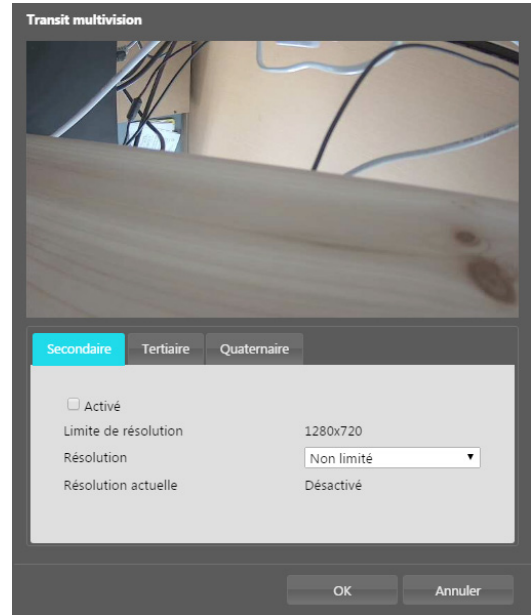 Transit multivision
Secondaire Tertiaire Quaternaire
Activé
Limite de résolution 1280x720
Résolution Non limité
Résolution actuelle Désactivé
OK Annuler